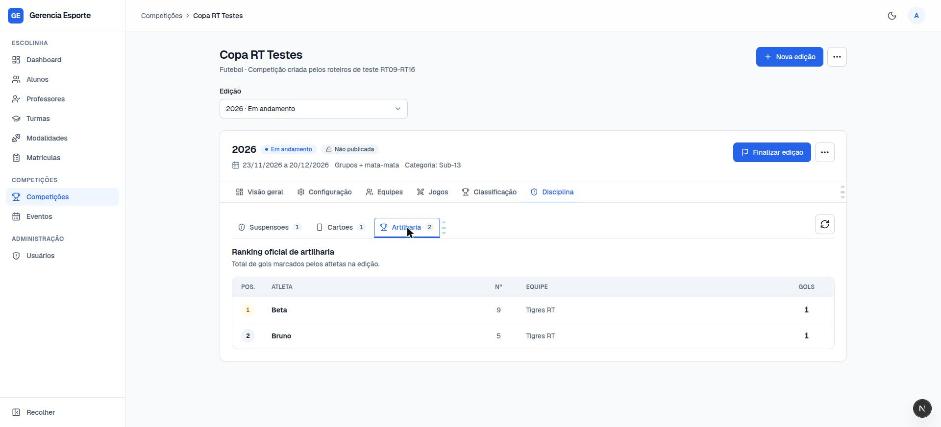 GE Gerencia Esporte
Competições > Copa RT Testes
A
ESCOLINHA
Dashboard
Alunos
Professores
Turmas
Modalidades
Matrículas
COMPETIÇÕES
Competições
Eventos
ADMINISTRAÇÃO
Usuários
Recolher
Copa RT Testes
Futebol · Competição criada pelos roteiros de teste RT09-RT16
Nova edição
Edição
2026 · Em andamento
2026 Em andamento Não publicada
23/11/2026 a 20/12/2026 · Grupos + mata-mata · Categoria: Sub-13
Finalizar edição
Visão geral Configuração Equipes Jogos Classificação Disciplina
Suspensões 1 Cartões 1 Artilharia 2
Ranking oficial de artilharia
Total de gols marcados pelos atletas na edição.
POS. ATLETA Nº EQUIPE GOLS
1 Beta 9 Tigres RT 1
2 Bruno 5 Tigres RT 1
N